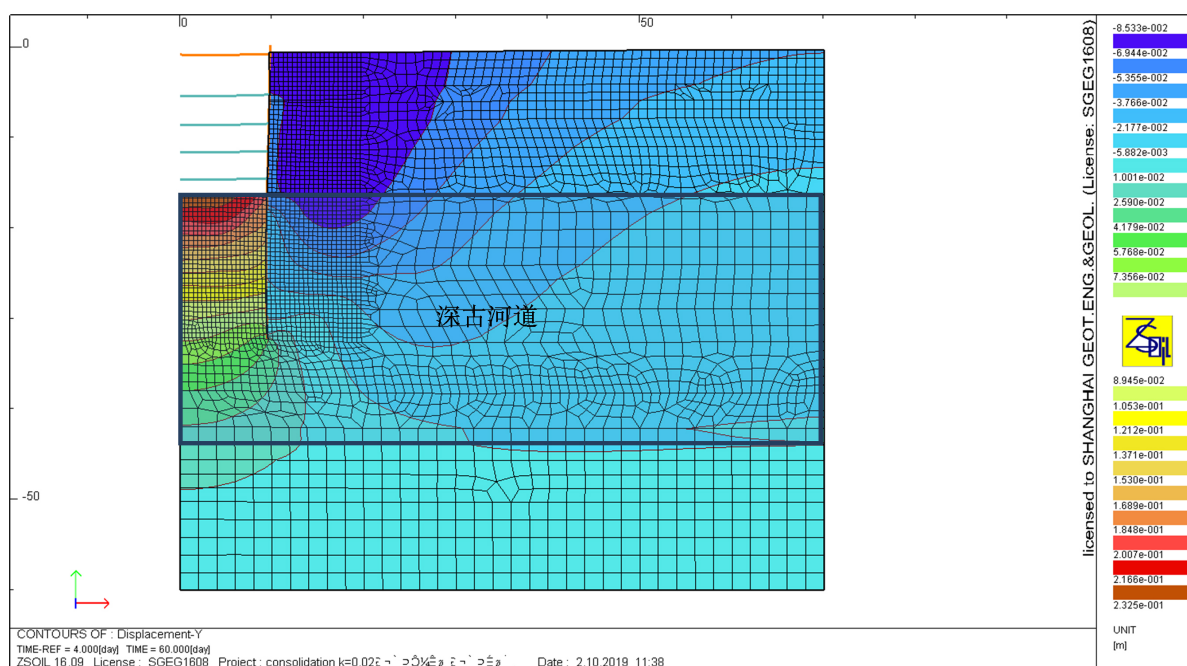 0
50
0
-50
深古河道
licensed to SHANGHAI GEOT.ENG.&GEOL. (License: SGEG1608)
-8.533e-002
-6.944e-002
-5.355e-002
-3.766e-002
-2.177e-002
-5.882e-003
1.001e-002
2.590e-002
4.179e-002
5.768e-002
7.356e-002
ZSOIL
8.945e-002
1.053e-001
1.212e-001
1.371e-001
1.530e-001
1.689e-001
1.848e-001
2.007e-001
2.166e-001
2.325e-001
UNIT
[m]
CONTOURS OF : Displacement-Y
TIME-REF = 4.000[day] TIME = 60.000[day]
ZSOIL 16.09 License : SGEG1608 Project : consolidation k=0.02 Date : 2.10.2019 11:38